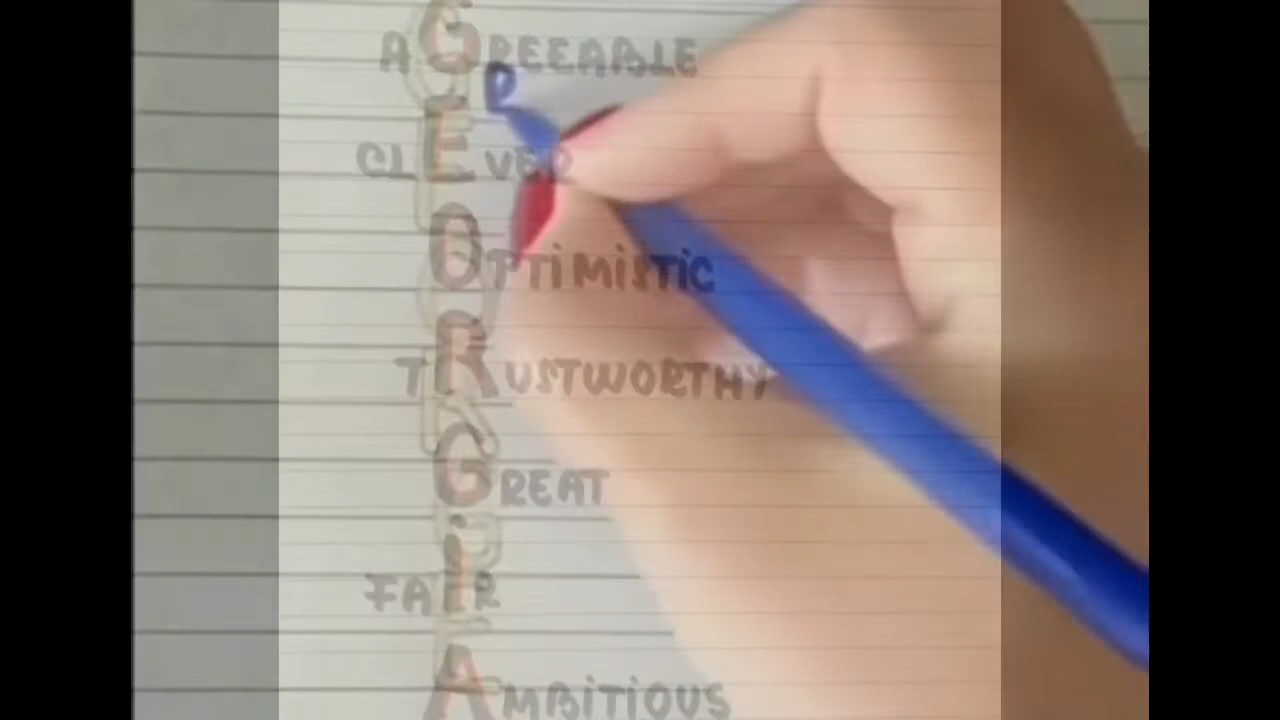 AGREEABLE
R
CLEVER
OPTIMISTIC
TRUSTWORTHY
GREAT
FAIR
AMBITIOUS